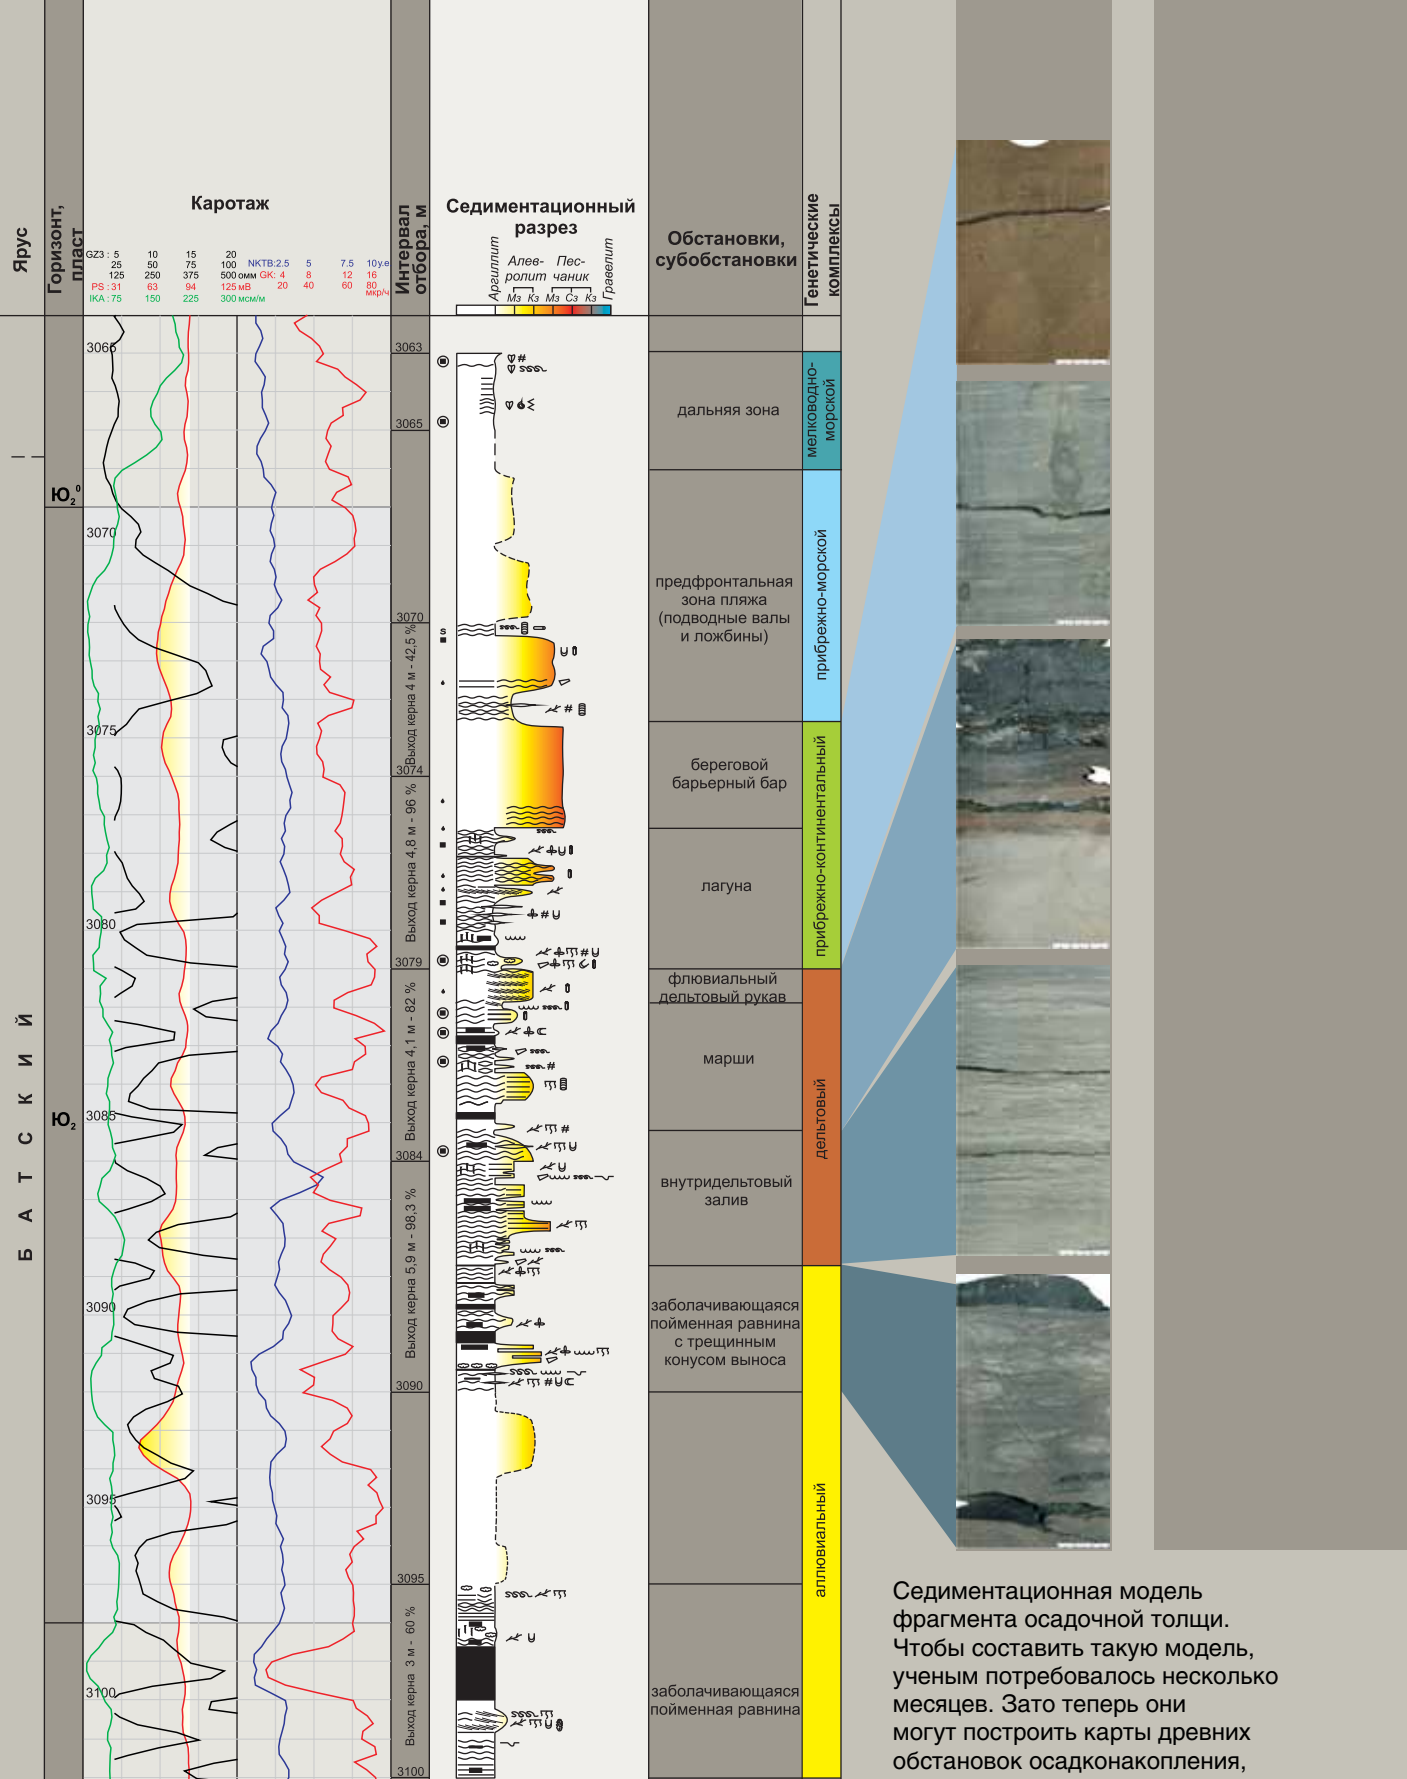 Ярус
Горизонт,
пласт
Каротаж
GZ3 : 5 10 15 20
25 50 75 100
125 250 375 500 омм
PS : 31 63 94 125 мВ
IKA : 75 150 225 300 мсм/м
NKTB: 2.5 5 7.5 10 у.е
GK: 4 8 12 16
20 40 60 80
мкр/ч
Интервал
отбора, м
Седиментационный
разрез
Аргиллит
Алев-
ролит
Пес-
чаник
Гравелит
Мз Кз Мз Сз Кз
Обстановки,
субобстановки
Генетические
комплексы
БАТСКИЙ
Ю₂⁰
Ю₂
3065
3070
3075
3080
3085
3090
3095
3100
3063
3065
3070
Выход керна 4 м - 42,5 %
3074
Выход керна 4,8 м - 96 %
3079
Выход керна 4,1 м - 82 %
3084
Выход керна 5,9 м - 98,3 %
3090
3095
Выход керна 3 м - 60 %
3100
S
дальняя зона
предфронтальная
зона пляжа
(подводные валы
и ложбины)
береговой
барьерный бар
лагуна
флювиальный
дельтовый рукав
марши
внутридельтовый
залив
заболачивающаяся
пойменная равнина
с трещинным
конусом выноса
заболачивающаяся
пойменная равнина
мелководно-
морской
прибрежно-морской
прибрежно-континентальный
дельтовый
аллювиальный
Седиментационная модель
фрагмента осадочной толщи.
Чтобы составить такую модель,
ученым потребовалось несколько
месяцев. Зато теперь они
могут построить карты древних
обстановок осадконакопления,